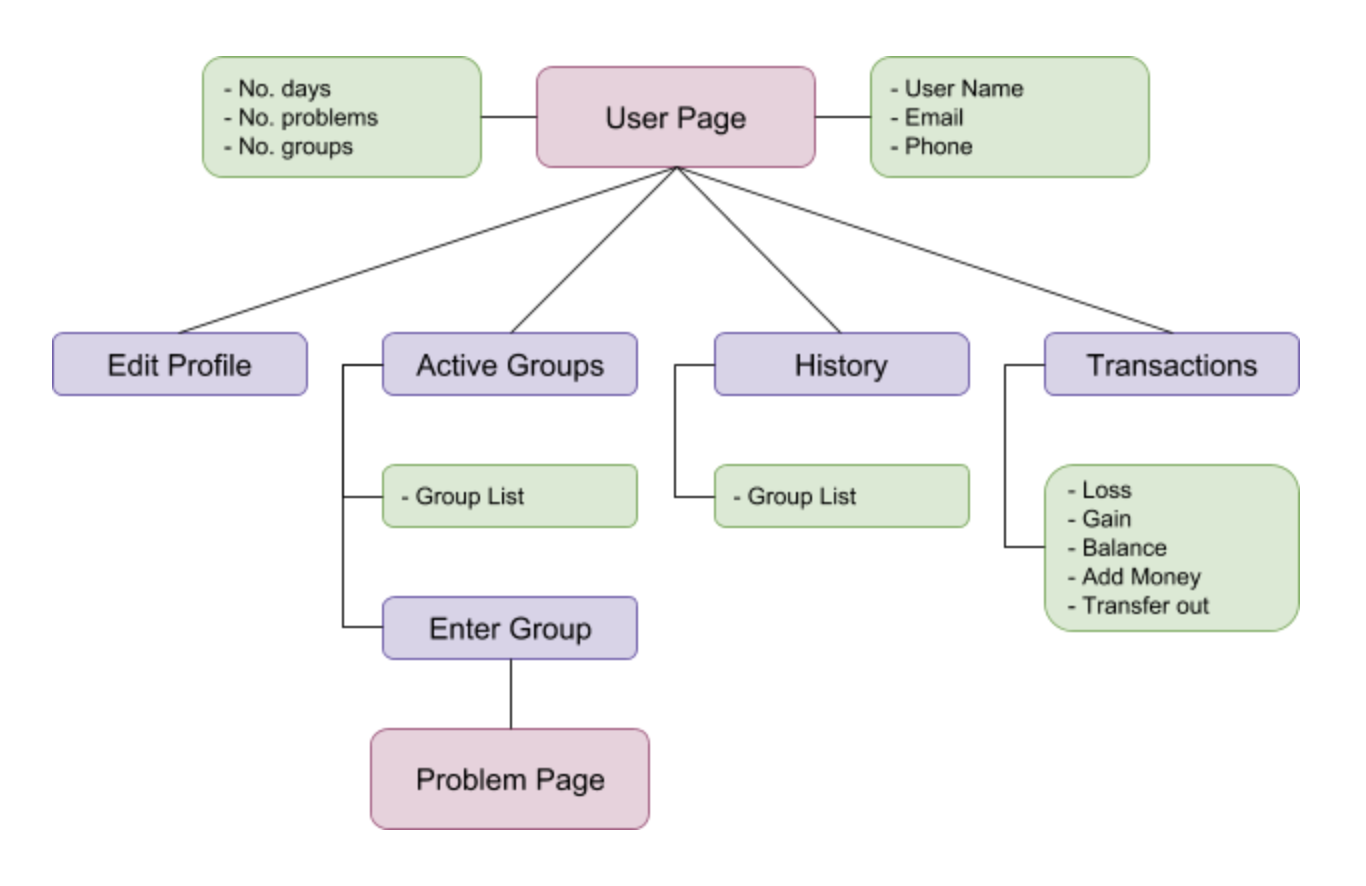 - No. days
- No. problems
- No. groups
User Page
- User Name
- Email
- Phone
Edit Profile
Active Groups
History
Transactions
- Group List
- Group List
- Loss
- Gain
- Balance
- Add Money
- Transfer out
Enter Group
Problem Page